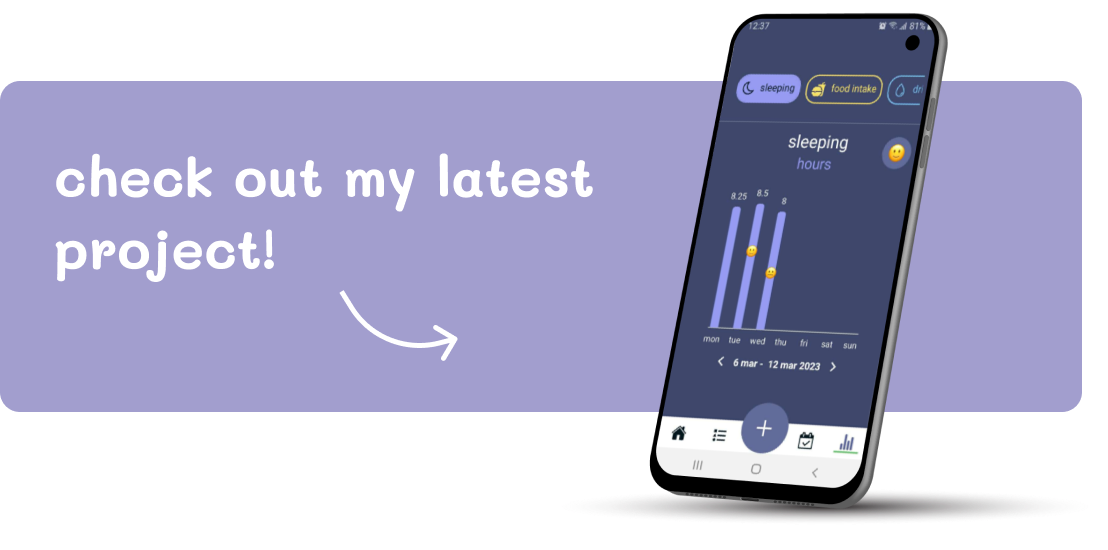 check out my latest
project!
12:37
81%
sleeping
food intake
sleeping
hours
8.25 8.5 8
mon tue wed thu fri sat sun
6 mar - 12 mar 2023